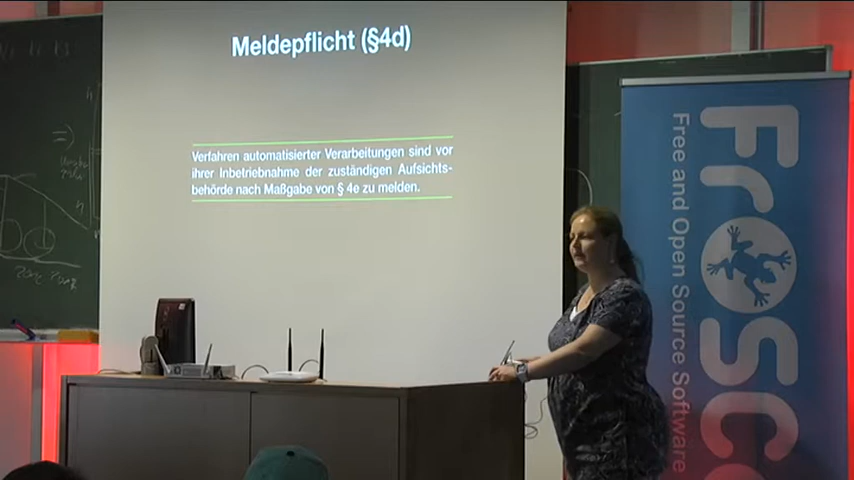 Meldepflicht (§4d)
Verfahren automatisierter Verarbeitungen sind vor
ihrer Inbetriebnahme der zuständigen Aufsichts-
behörde nach Maßgabe von § 4e zu melden.
Free and Open Source Software
FrOSCo